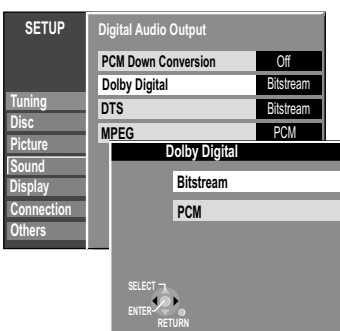 SETUP
Digital Audio Output
PCM Down Conversion Off
Dolby Digital Bitstream
DTS Bitstream
MPEG PCM
Tuning
Disc
Picture
Sound
Display
Connection
Others
Dolby Digital
Bitstream
PCM
SELECT
ENTER
RETURN